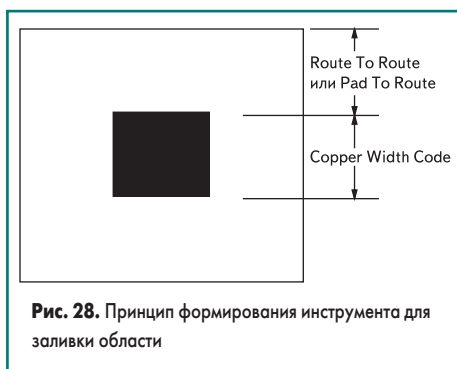 Route To Route
или Pad To Route
Copper Width Code
Рис. 28. Принцип формирования инструмента для
заливки области